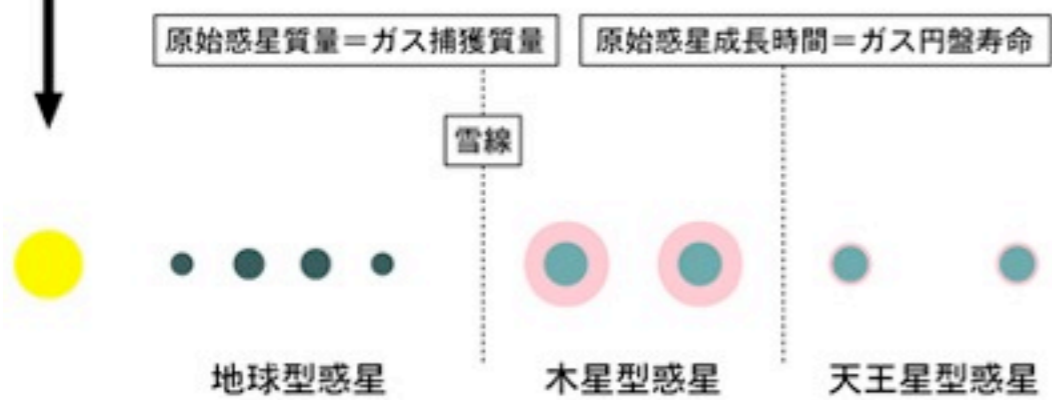 原始惑星質量＝ガス捕獲質量
原始惑星成長時間＝ガス円盤寿命
雪線
地球型惑星
木星型惑星
天王星型惑星